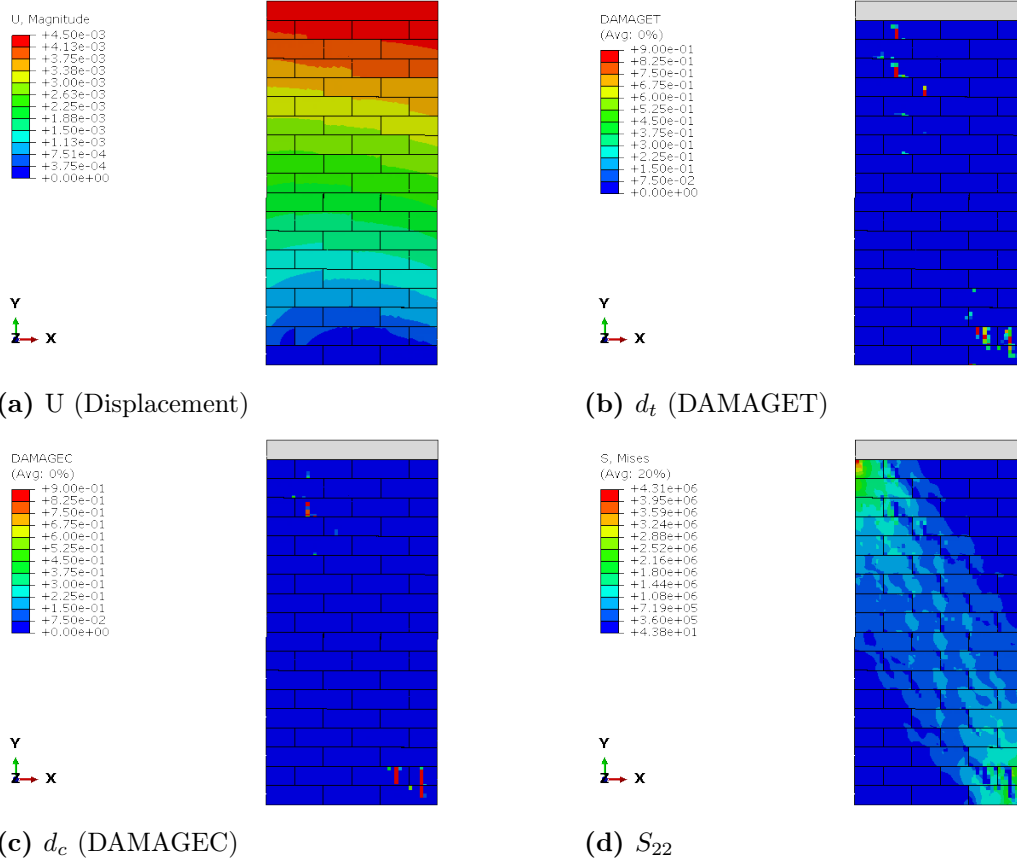 U, Magnitude
+4.50e-03
+4.13e-03
+3.75e-03
+3.38e-03
+3.00e-03
+2.63e-03
+2.25e-03
+1.88e-03
+1.50e-03
+1.13e-03
+7.51e-04
+3.75e-04
+0.00e+00
Y
Z X
(a) U (Displacement)
DAMAGET
(Avg: 0%)
+9.00e-01
+8.25e-01
+7.50e-01
+6.75e-01
+6.00e-01
+5.25e-01
+4.50e-01
+3.75e-01
+3.00e-01
+2.25e-01
+1.50e-01
+7.50e-02
+0.00e+00
Y
Z X
(b) d_t (DAMAGET)
DAMAGEC
(Avg: 0%)
+9.00e-01
+8.25e-01
+7.50e-01
+6.75e-01
+6.00e-01
+5.25e-01
+4.50e-01
+3.75e-01
+3.00e-01
+2.25e-01
+1.50e-01
+7.50e-02
+0.00e+00
Y
Z X
(c) d_c (DAMAGEC)
S, Mises
(Avg: 20%)
+4.31e+06
+3.95e+06
+3.59e+06
+3.24e+06
+2.88e+06
+2.52e+06
+2.16e+06
+1.80e+06
+1.44e+06
+1.08e+06
+7.19e+05
+3.60e+05
+4.38e+01
Y
Z X
(d) S_22